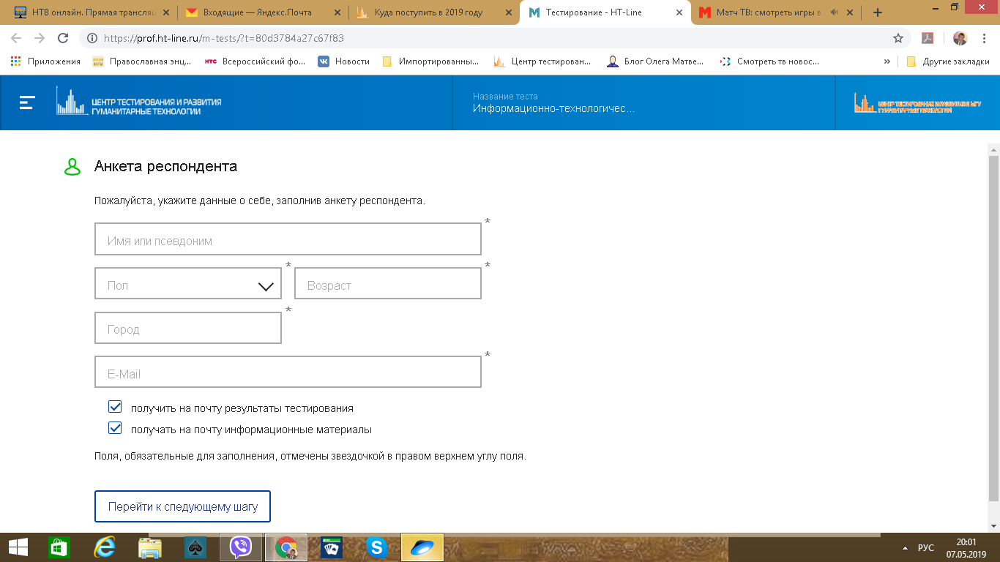 НТВ онлайн. Прямая трансляц
Входящие — Яндекс.Почта
Куда поступить в 2019 году
Тестирование - HT-Line
Матч ТВ: смотреть игры в
https://prof.ht-line.ru/m-tests/?t=80d3784a27c67f83
Приложения
Православная энц...
нтс
Всероссийский фо...
Новости
Импортированны...
Центр тестирован...
Блог Олега Матве...
Смотреть тв новос...
»
Другие закладки
ЦЕНТР ТЕСТИРОВАНИЯ И РАЗВИТИЯ
ГУМАНИТАРНЫЕ ТЕХНОЛОГИИ
Название теста
Информационно-технологичес...
ЦЕНТР ТЕСТИРОВАНИЯ И РАЗВИТИЯ В МГУ
ГУМАНИТАРНЫЕ ТЕХНОЛОГИИ
Анкета респондента
Пожалуйста, укажите данные о себе, заполнив анкету респондента.
Имя или псевдоним *
Пол * Возраст *
Город *
E-Mail *
получить на почту результаты тестирования
получать на почту информационные материалы
Поля, обязательные для заполнения, отмечены звездочкой в правом верхнем углу поля.
Перейти к следующему шагу
РУС
20:01
07.05.2019